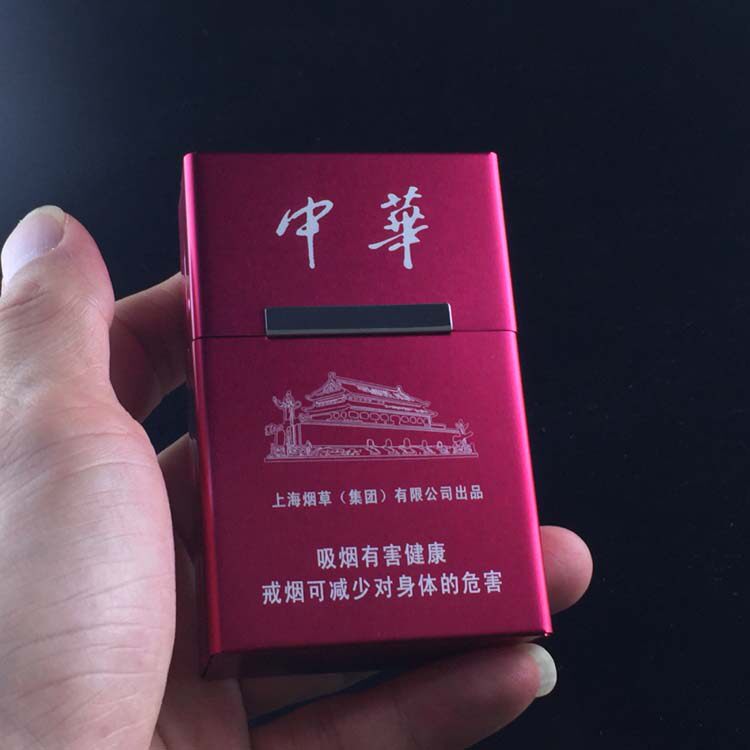 中華
上海烟草（集团）有限公司出品
吸烟有害健康
戒烟可减少对身体的危害